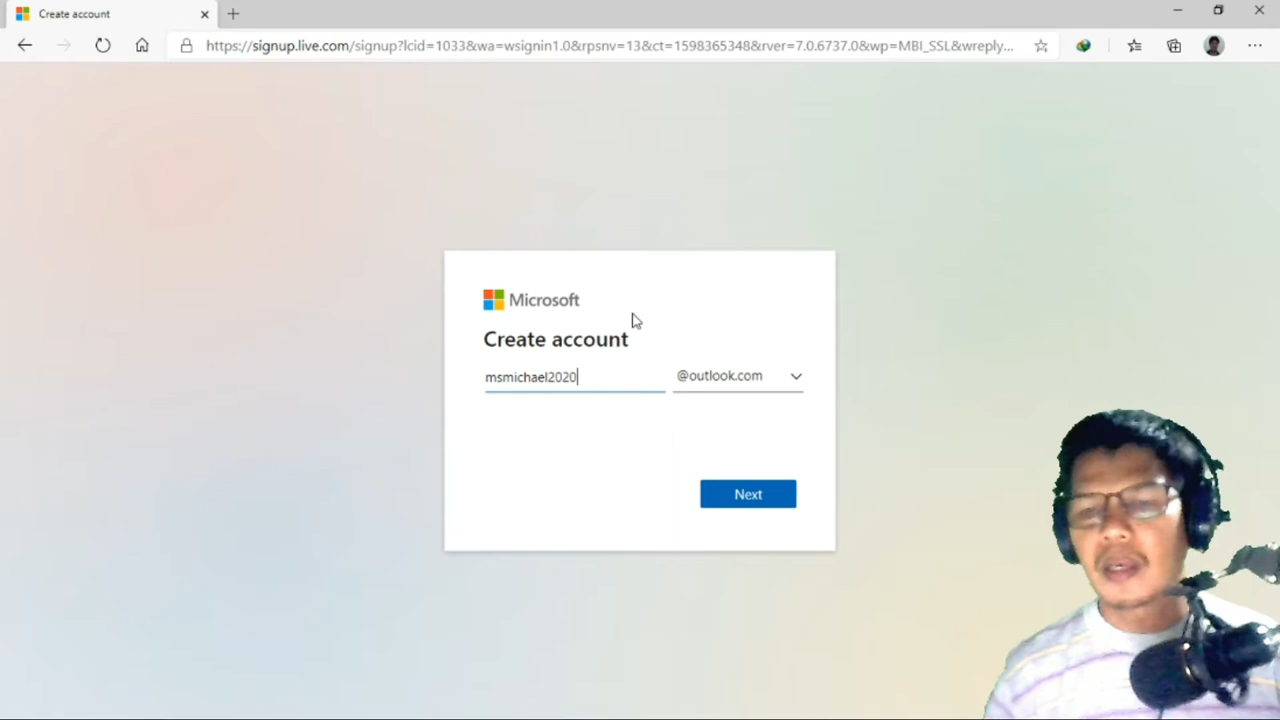 Create account
https://signup.live.com/signup?lcid=1033&wa=wsignin1.0&rpsnv=13&ct=1598365348&rver=7.0.6737.0&wp=MBI_SSL&wreply...
Microsoft
Create account
msmichael2020 @outlook.com
Next